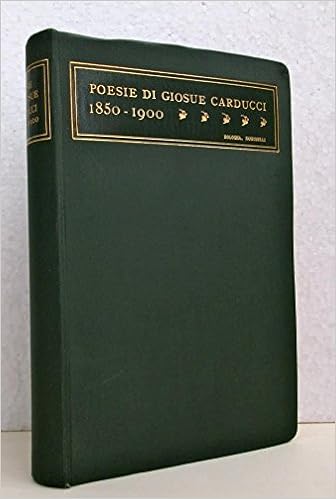 POESIE DI GIOSUE CARDUCCI
1850-1900
BOLOGNA, ZANICHELLI